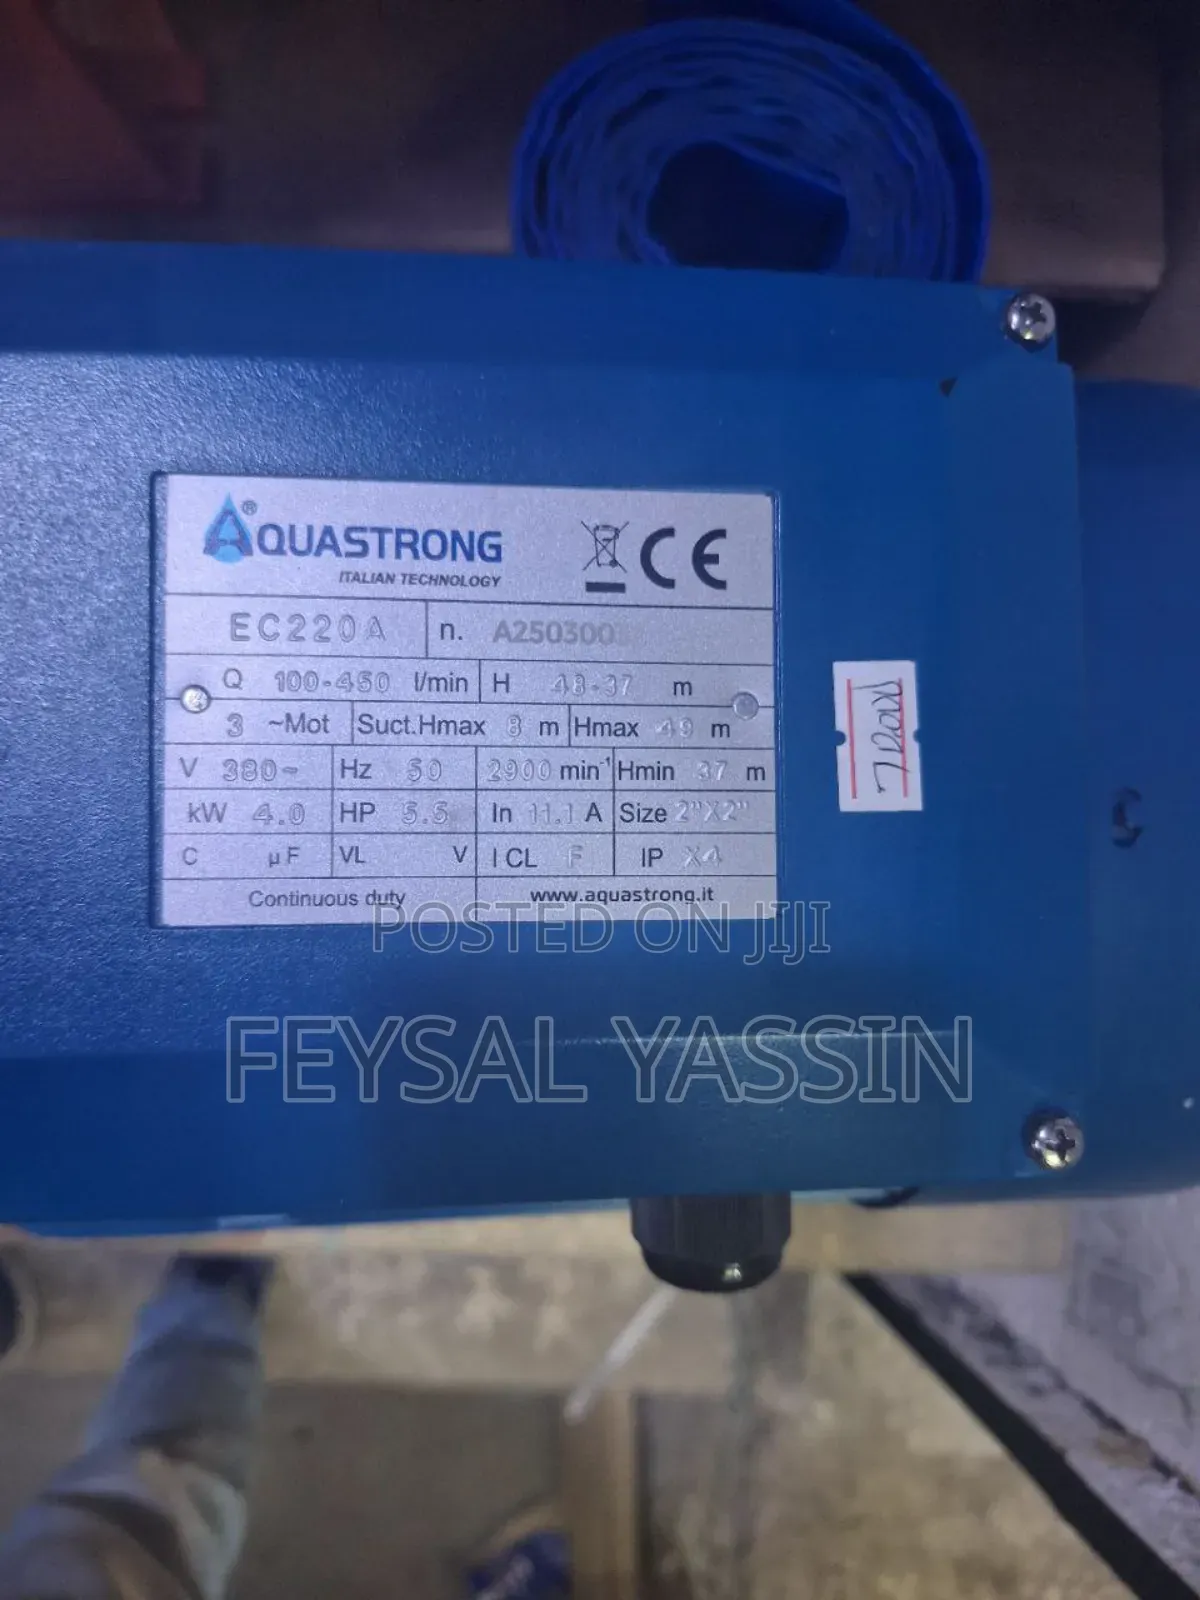 AQUASTRONG®
ITALIAN TECHNOLOGY
CE
EC220A n. A250300
Q 100-450 l/min H 48-37 m
3 ~Mot Suct.Hmax 8 m Hmax 49 m
V 380~ Hz 50 2900 min⁻¹ Hmin 37 m
kW 4.0 HP 5.5 In 11.1 A Size 2"X2"
C µF VL V I CL F IP X4
Continuous duty www.aquastrong.it
POSTED ON JIJI
FEYSAL YASSIN